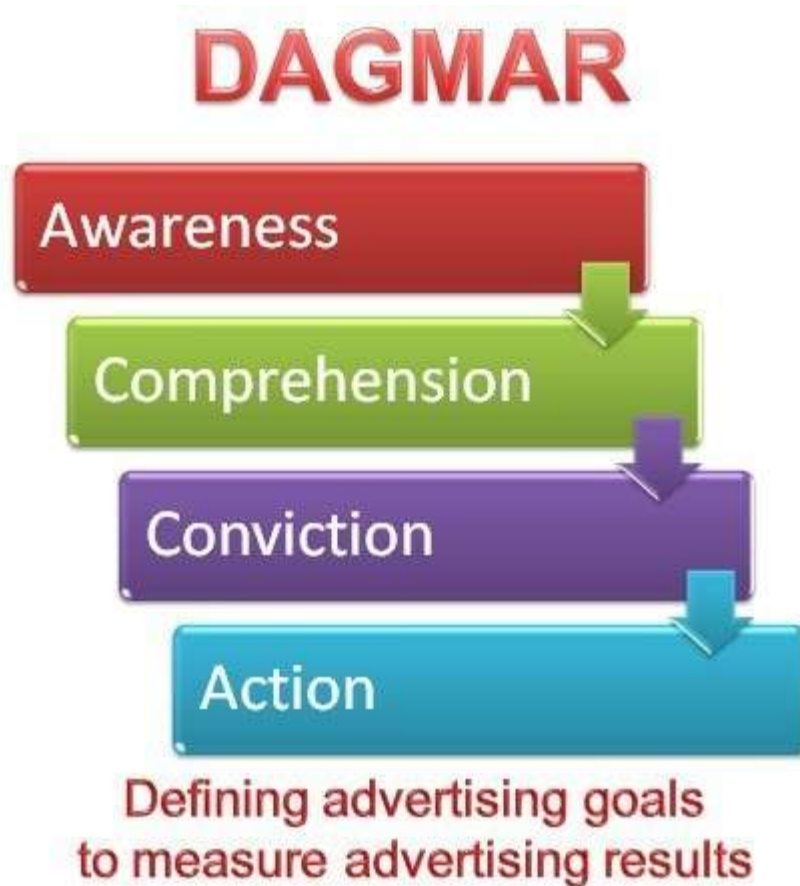 DAGMAR
Awareness
Comprehension
Conviction
Action
Defining advertising goals
to measure advertising results